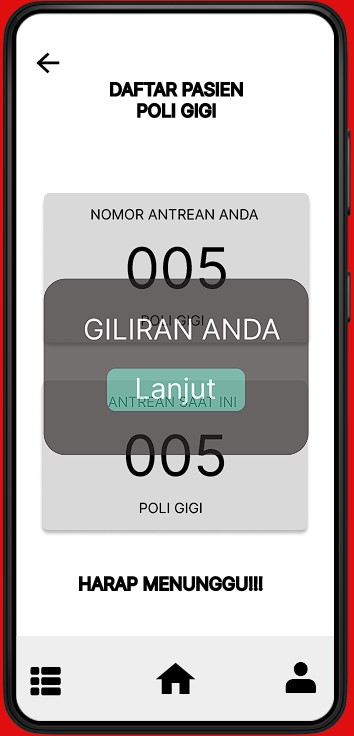 DAFTAR PASIEN
POLI GIGI
NOMOR ANTREAN ANDA
005
POLI GIGI
GILIRAN ANDA
Lanjut
ANTREAN SAAT INI
005
POLI GIGI
HARAP MENUNGGU!!!